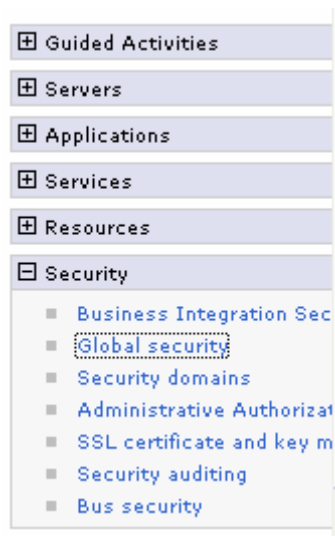 Guided Activities
Servers
Applications
Services
Resources
Security
Business Integration Sec
Global security
Security domains
Administrative Authorizat
SSL certificate and key m
Security auditing
Bus security